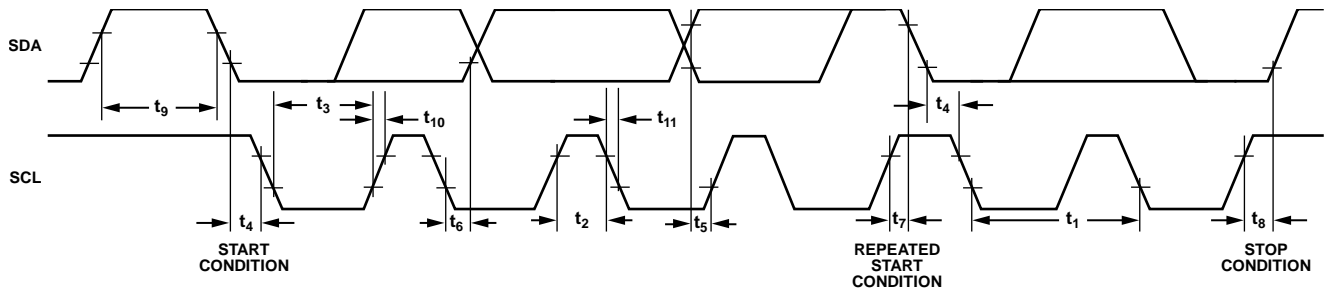 SDA
t9
t3
t10
t11
t4
SCL
t4
t6
t2
t5
t7
t1
t8
START
CONDITION
REPEATED
START
CONDITION
STOP
CONDITION